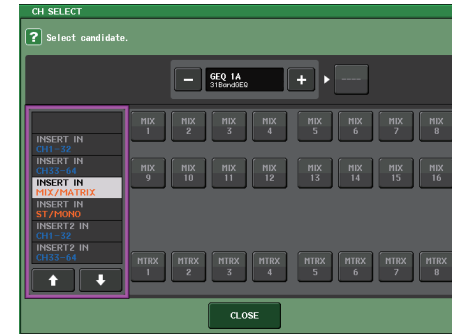 CH SELECT
? Select candidate.
− GEQ 1A + ----
31BandGEQ
INSERT IN
CH1-32
INSERT IN
CH33-64
INSERT IN
MIX/MATRIX
INSERT IN
ST/MONO
INSERT2 IN
CH1-32
INSERT2 IN
CH33-64
MIX 1 MIX 2 MIX 3 MIX 4 MIX 5 MIX 6 MIX 7 MIX 8
MIX 9 MIX 10 MIX 11 MIX 12 MIX 13 MIX 14 MIX 15 MIX 16
MTRX 1 MTRX 2 MTRX 3 MTRX 4 MTRX 5 MTRX 6 MTRX 7 MTRX 8
CLOSE